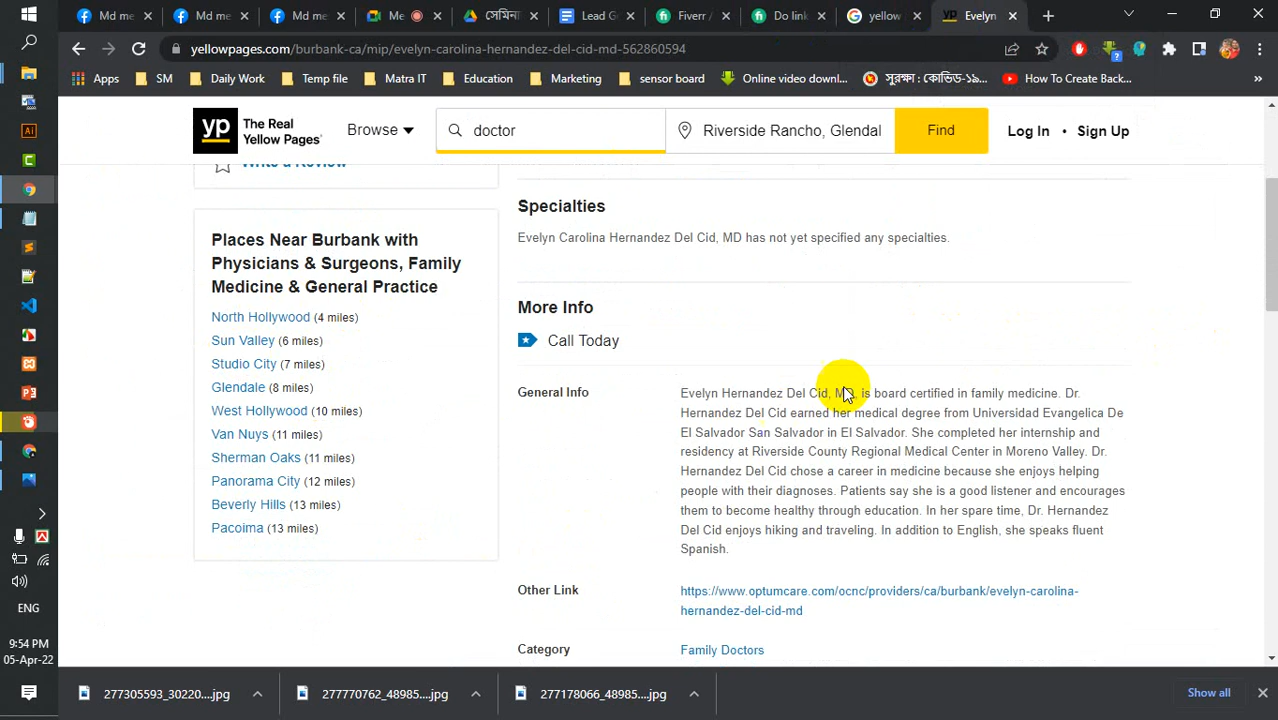 Md me
Md me
Md me
Me
সেমিনা
Lead G
Fiverr /
Do link
yellow
Evelyn
yellowpages.com/burbank-ca/mip/evelyn-carolina-hernandez-del-cid-md-562860594
Apps
SM
Daily Work
Temp file
Matra IT
Education
Marketing
sensor board
Online video downl...
সুরক্ষা : কোভিড-১৯...
How To Create Back...
»
yp The Real Yellow Pages
Browse
doctor
Riverside Rancho, Glendal
Find
Log In • Sign Up
Write a Review
Places Near Burbank with
Physicians & Surgeons, Family
Medicine & General Practice
North Hollywood (4 miles)
Sun Valley (6 miles)
Studio City (7 miles)
Glendale (8 miles)
West Hollywood (10 miles)
Van Nuys (11 miles)
Sherman Oaks (11 miles)
Panorama City (12 miles)
Beverly Hills (13 miles)
Pacoima (13 miles)
Specialties
Evelyn Carolina Hernandez Del Cid, MD has not yet specified any specialties.
More Info
Call Today
General Info
Evelyn Hernandez Del Cid, MD, is board certified in family medicine. Dr.
Hernandez Del Cid earned her medical degree from Universidad Evangelica De
El Salvador San Salvador in El Salvador. She completed her internship and
residency at Riverside County Regional Medical Center in Moreno Valley. Dr.
Hernandez Del Cid chose a career in medicine because she enjoys helping
people with their diagnoses. Patients say she is a good listener and encourages
them to become healthy through education. In her spare time, Dr. Hernandez
Del Cid enjoys hiking and traveling. In addition to English, she speaks fluent
Spanish.
Other Link
https://www.optumcare.com/ocnc/providers/ca/burbank/evelyn-carolina-
hernandez-del-cid-md
Category
Family Doctors
ENG
9:54 PM
05-Apr-22
277305593_30220....jpg
277770762_48985....jpg
277178066_48985....jpg
Show all